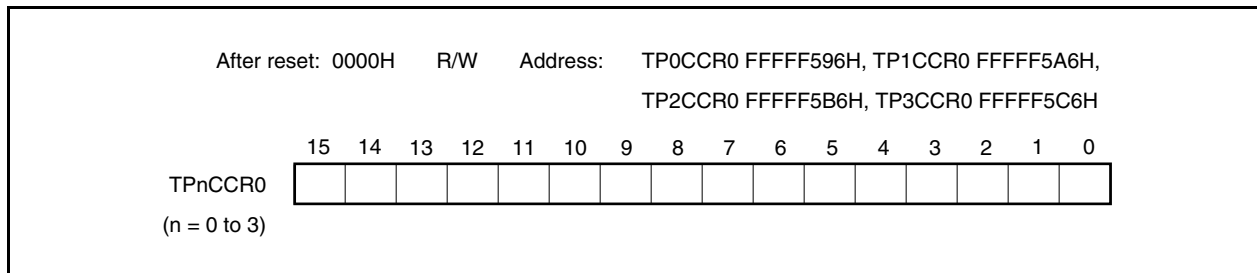 After reset: 0000H R/W Address: TP0CCR0 FFFFF596H, TP1CCR0 FFFFF5A6H,
TP2CCR0 FFFFF5B6H, TP3CCR0 FFFFF5C6H
15 14 13 12 11 10 9 8 7 6 5 4 3 2 1 0
TPnCCR0
(n = 0 to 3)